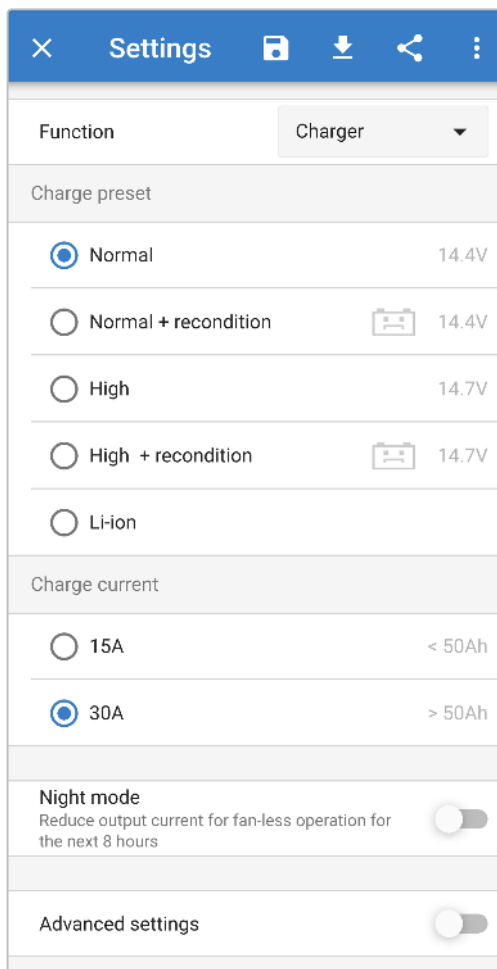 Settings
Function Charger
Charge preset
Normal 14.4V
Normal + recondition 14.4V
High 14.7V
High + recondition 14.7V
Li-ion
Charge current
15A < 50Ah
30A > 50Ah
Night mode
Reduce output current for fan-less operation for
the next 8 hours
Advanced settings